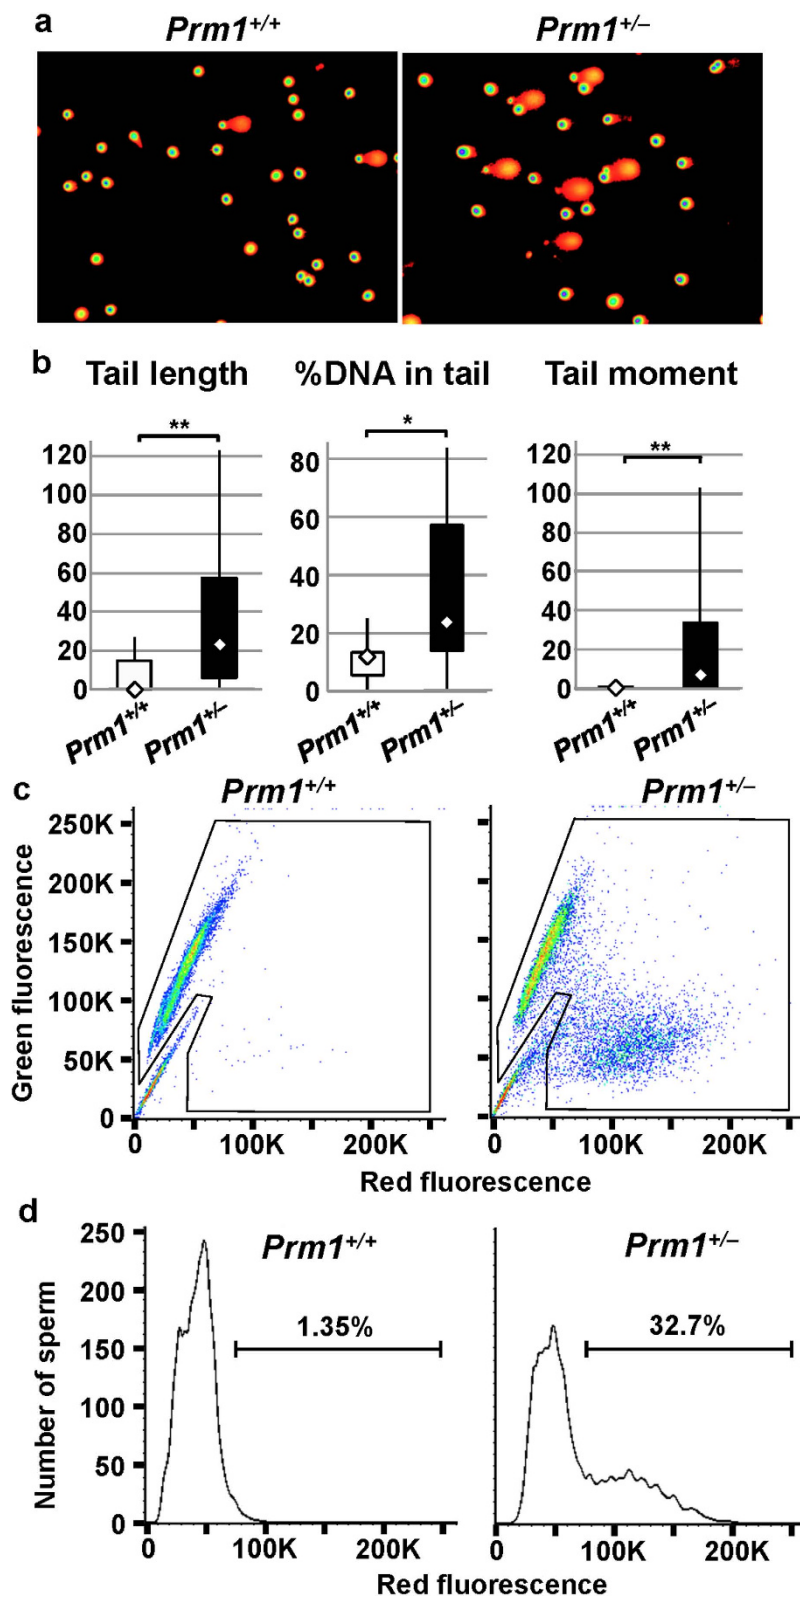 a
Prm1+/+ Prm1+/–
b
Tail length %DNA in tail Tail moment
** * **
120
100
80
60
40
20
0
80
60
40
20
0
120
100
80
60
40
20
0
Prm1+/+ Prm1+/– Prm1+/+ Prm1+/– Prm1+/+ Prm1+/–
c
Prm1+/+ Prm1+/–
Green fluorescence
250K
200K
150K
100K
50K
0
0 100K 200K 0 100K 200K
Red fluorescence
d
Prm1+/+ Prm1+/–
Number of sperm
250
200
150
100
50
0
1.35% 32.7%
0 100K 200K 0 100K 200K
Red fluorescence